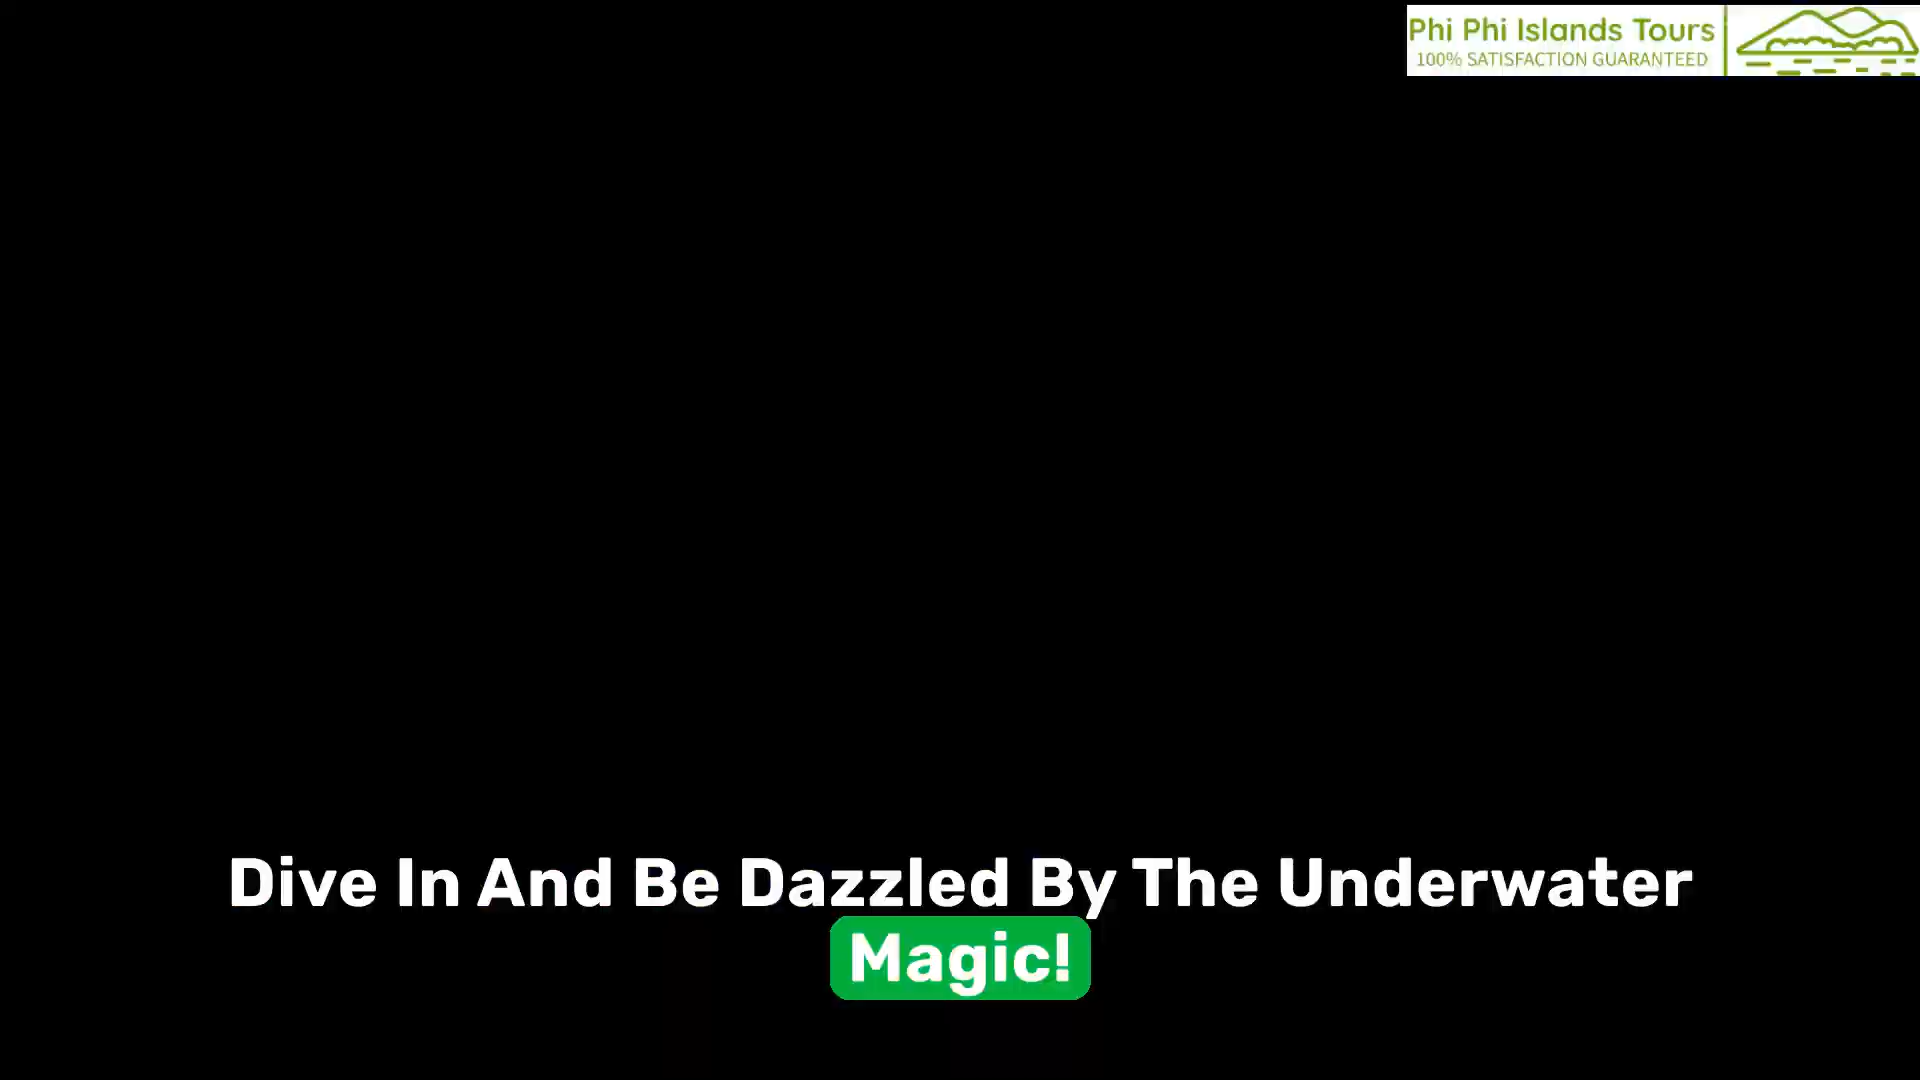 Phi Phi Islands Tours
100% SATISFACTION GUARANTEED
Dive In And Be Dazzled By The Underwater
Magic!